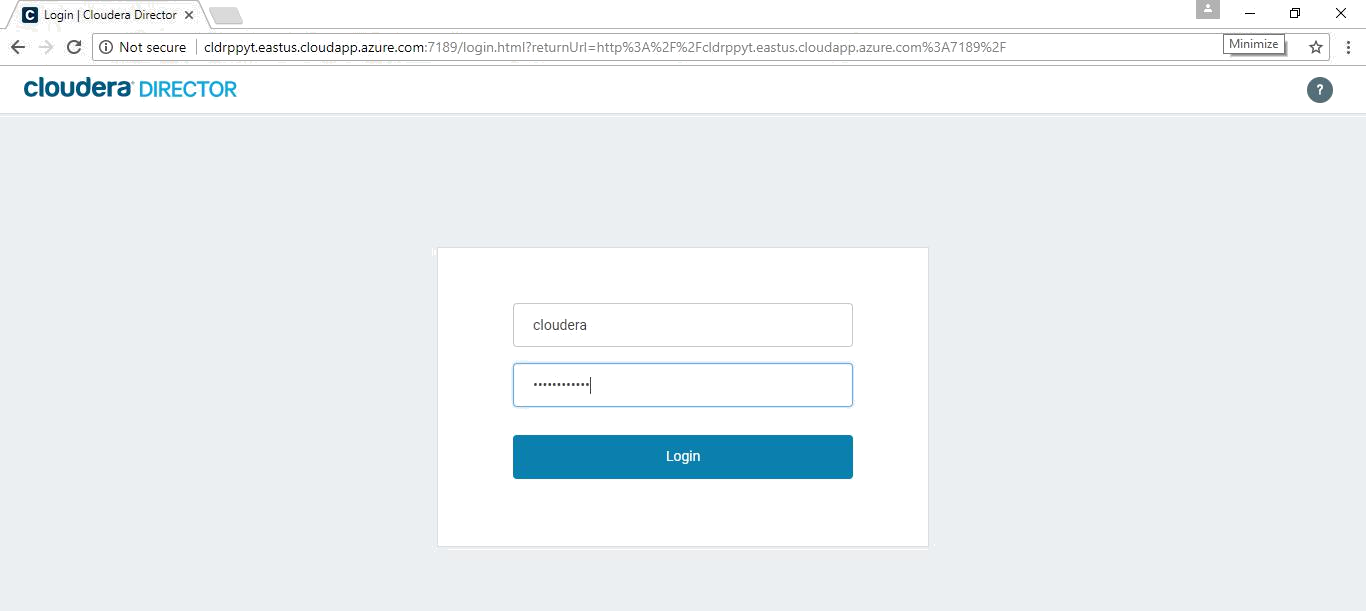 Login | Cloudera Director
Not secure
cldrppyt.eastus.cloudapp.azure.com:7189/login.html?returnUrl=http%3A%2F%2Fcldrppyt.eastus.cloudapp.azure.com%3A7189%2F
Minimize
cloudera DIRECTOR
?
cloudera
••••••••••••
Login